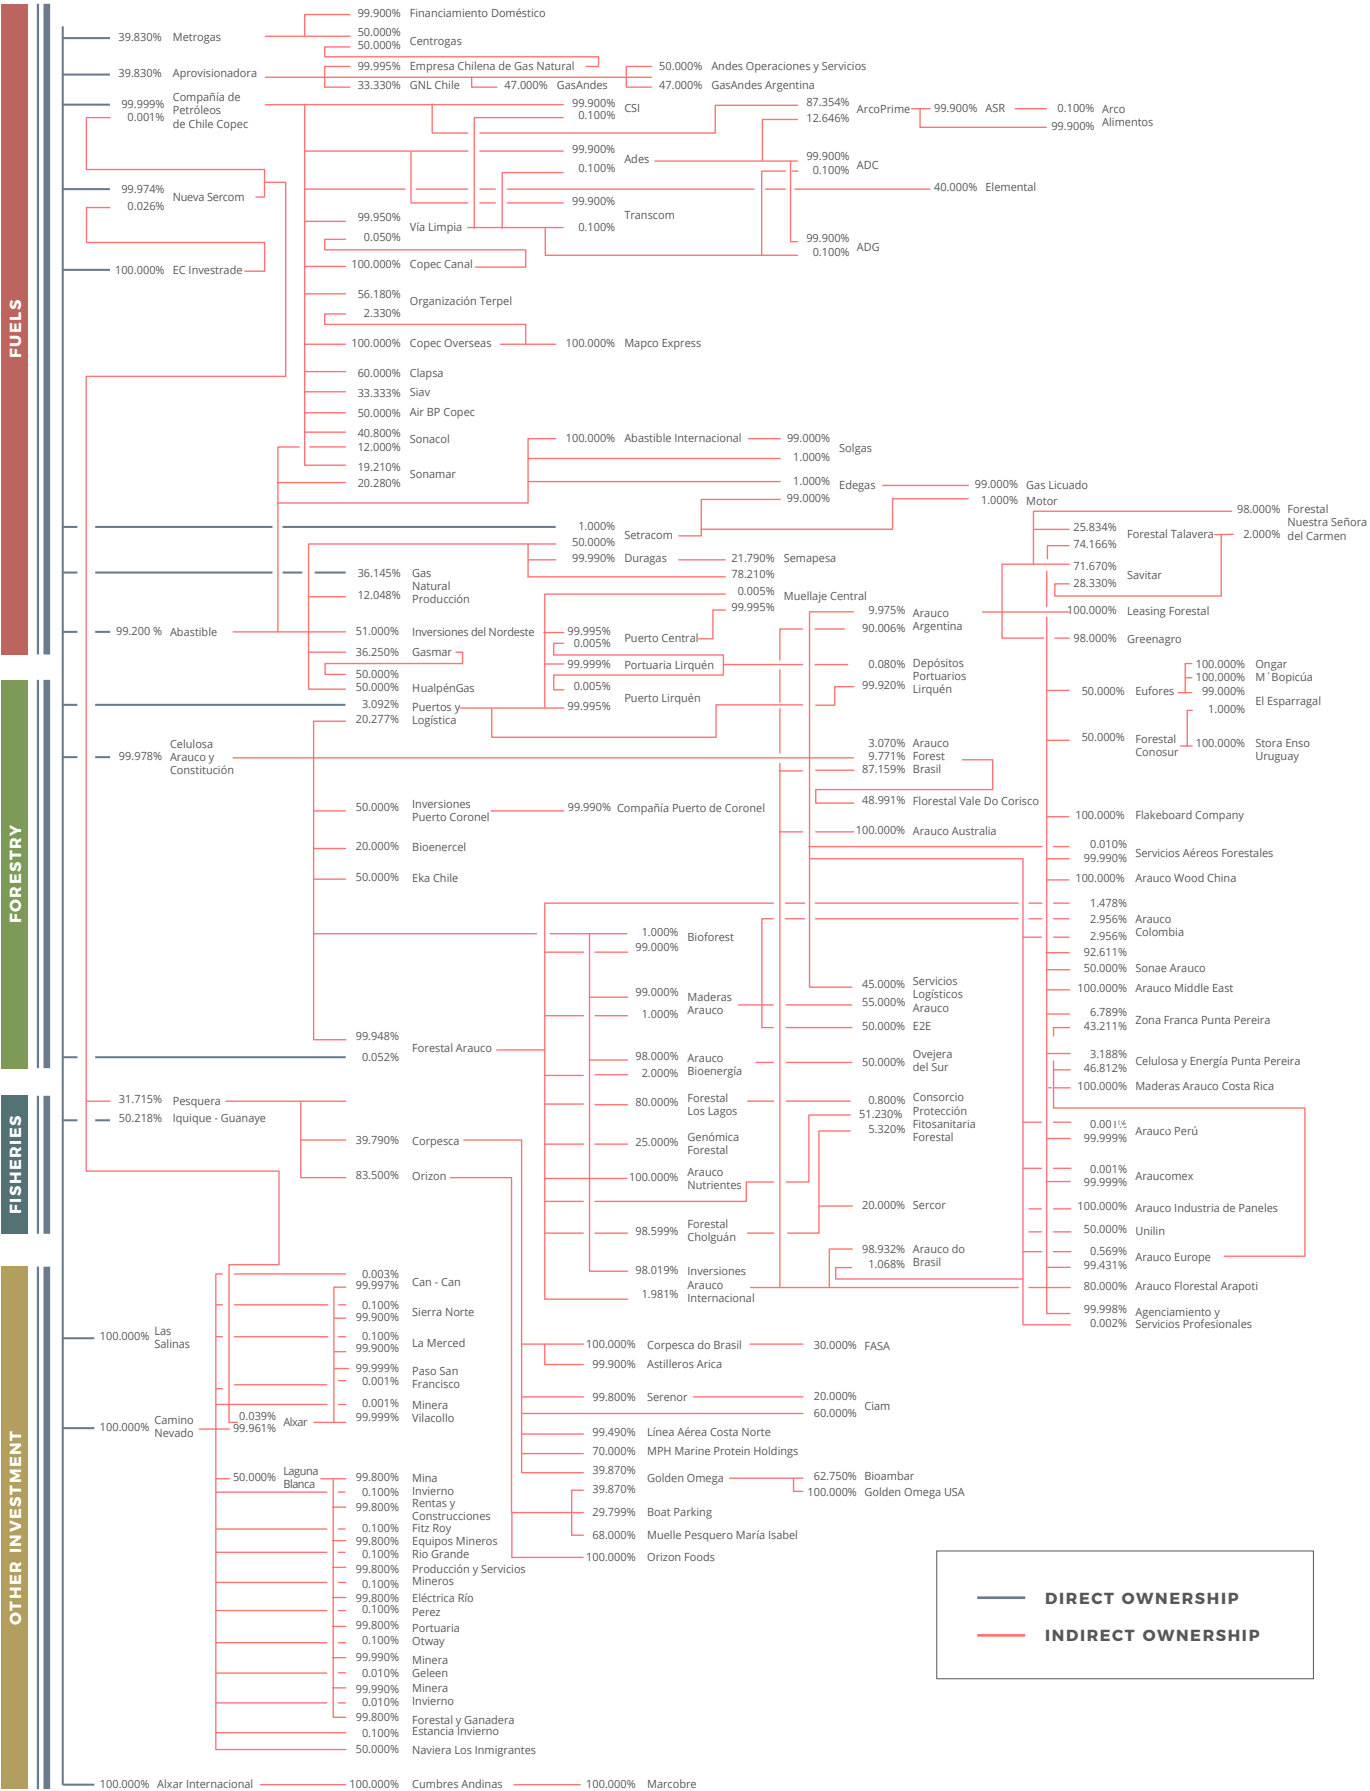 FUELS
39.830% Metrogas
99.900% Financiamiento Doméstico
50.000%
50.000% Centrogas
39.830% Aprovisionadora
99.995% Empresa Chilena de Gas Natural
33.330% GNL Chile
47.000% GasAndes
50.000% Andes Operaciones y Servicios
47.000% GasAndes Argentina
99.999% Compañía de
0.001% Petróleos
de Chile Copec
99.900% CSI
0.100%
87.354% ArcoPrime
12.646%
99.900% ASR
0.100% Arco
99.900% Alimentos
99.900% Ades
0.100%
99.900% ADC
0.100%
40.000% Elemental
99.974% Nueva Sercom
0.026%
99.900% Transcom
0.100%
99.950% Vía Limpia
0.050%
99.900% ADG
0.100%
100.000% EC Investrade
100.000% Copec Canal
56.180% Organización Terpel
2.330%
100.000% Copec Overseas
100.000% Mapco Express
60.000% Clapsa
33.333% Siav
50.000% Air BP Copec
40.800% Sonacol
12.000%
19.210% Sonamar
20.280%
100.000% Abastible Internacional
99.000% Solgas
1.000%
1.000% Edegas
99.000%
99.000% Gas Licuado
1.000% Motor
1.000% Setracom
50.000%
99.990% Duragas
21.790% Semapesa
78.210%
98.000% Forestal
Nuestra Señora
2.000% del Carmen
25.834% Forestal Talavera
74.166%
71.670% Savitar
28.330%
36.145% Gas
Natural
12.048% Producción
0.005% Muellaje Central
99.995%
9.975% Arauco
90.006% Argentina
100.000% Leasing Forestal
98.000% Greenagro
99.200 % Abastible
51.000% Inversiones del Nordeste
99.995% Puerto Central
0.005%
36.250% Gasmar
50.000%
99.999% Portuaria Lirquén
0.080% Depósitos
Portuarios
99.920% Lirquén
50.000% HualpénGas
0.005% Puerto Lirquén
99.995%
100.000% Ongar
100.000% M´Bopicúa
50.000% Eufores
99.000% El Esparragal
1.000%
FORESTRY
3.092% Puertos y
20.277% Logística
99.978% Celulosa
Arauco y
Constitución
3.070% Arauco
9.771% Forest
87.159% Brasil
50.000% Forestal
Conosur
100.000% Stora Enso
Uruguay
48.991% Florestal Vale Do Corisco
50.000% Inversiones
Puerto Coronel
99.990% Compañía Puerto de Coronel
100.000% Flakeboard Company
100.000% Arauco Australia
20.000% Bioenercel
0.010% Servicios Aéreos Forestales
99.990%
50.000% Eka Chile
100.000% Arauco Wood China
1.478%
2.956% Arauco
2.956% Colombia
92.611%
1.000% Bioforest
99.000%
50.000% Sonae Arauco
45.000% Servicios
Logísticos
55.000% Arauco
100.000% Arauco Middle East
99.000% Maderas
1.000% Arauco
50.000% E2E
6.789% Zona Franca Punta Pereira
43.211%
99.948% Forestal Arauco
0.052%
98.000% Arauco
2.000% Bioenergía
50.000% Ovejera
del Sur
3.188% Celulosa y Energía Punta Pereira
46.812%
100.000% Maderas Arauco Costa Rica
FISHERIES
31.715% Pesquera
50.218% Iquique - Guanaye
80.000% Forestal
Los Lagos
0.800% Consorcio
51.230% Protección
5.320% Fitosanitaria
Forestal
0.001% Arauco Perú
99.999%
39.790% Corpesca
25.000% Genómica
Forestal
83.500% Orizon
100.000% Arauco
Nutrientes
0.001% Araucomex
99.999%
20.000% Sercor
100.000% Arauco Industria de Paneles
98.599% Forestal
Cholguán
50.000% Unilin
98.932% Arauco do
1.068% Brasil
0.569% Arauco Europe
99.431%
98.019% Inversiones
Arauco
1.981% Internacional
80.000% Arauco Florestal Arapoti
99.998% Agenciamiento y
0.002% Servicios Profesionales
OTHER INVESTMENT
0.003% Can - Can
99.997%
0.100% Sierra Norte
99.900%
100.000% Las
Salinas
0.100% La Merced
99.900%
99.999% Paso San
0.001% Francisco
0.001% Minera
99.999% Vilacollo
100.000% Camino
Nevado
0.039% Alxar
99.961%
100.000% Corpesca do Brasil
30.000% FASA
99.900% Astilleros Arica
99.800% Serenor
20.000% Ciam
60.000%
99.490% Línea Aérea Costa Norte
70.000% MPH Marine Protein Holdings
39.870% Golden Omega
39.870%
62.750% Bioambar
100.000% Golden Omega USA
29.799% Boat Parking
68.000% Muelle Pesquero María Isabel
100.000% Orizon Foods
50.000% Laguna
Blanca
99.800% Mina
0.100% Invierno
99.800% Rentas y
Construcciones
0.100% Fitz Roy
99.800% Equipos Mineros
0.100% Rio Grande
99.800% Producción y Servicios
0.100% Mineros
99.800% Eléctrica Río
0.100% Perez
99.800% Portuaria
0.100% Otway
99.990% Minera
0.010% Geleen
99.990% Minera
0.010% Invierno
99.800% Forestal y Ganadera
0.100% Estancia Invierno
50.000% Naviera Los Inmigrantes
100.000% Alxar Internacional
100.000% Cumbres Andinas
100.000% Marcobre
DIRECT OWNERSHIP
INDIRECT OWNERSHIP